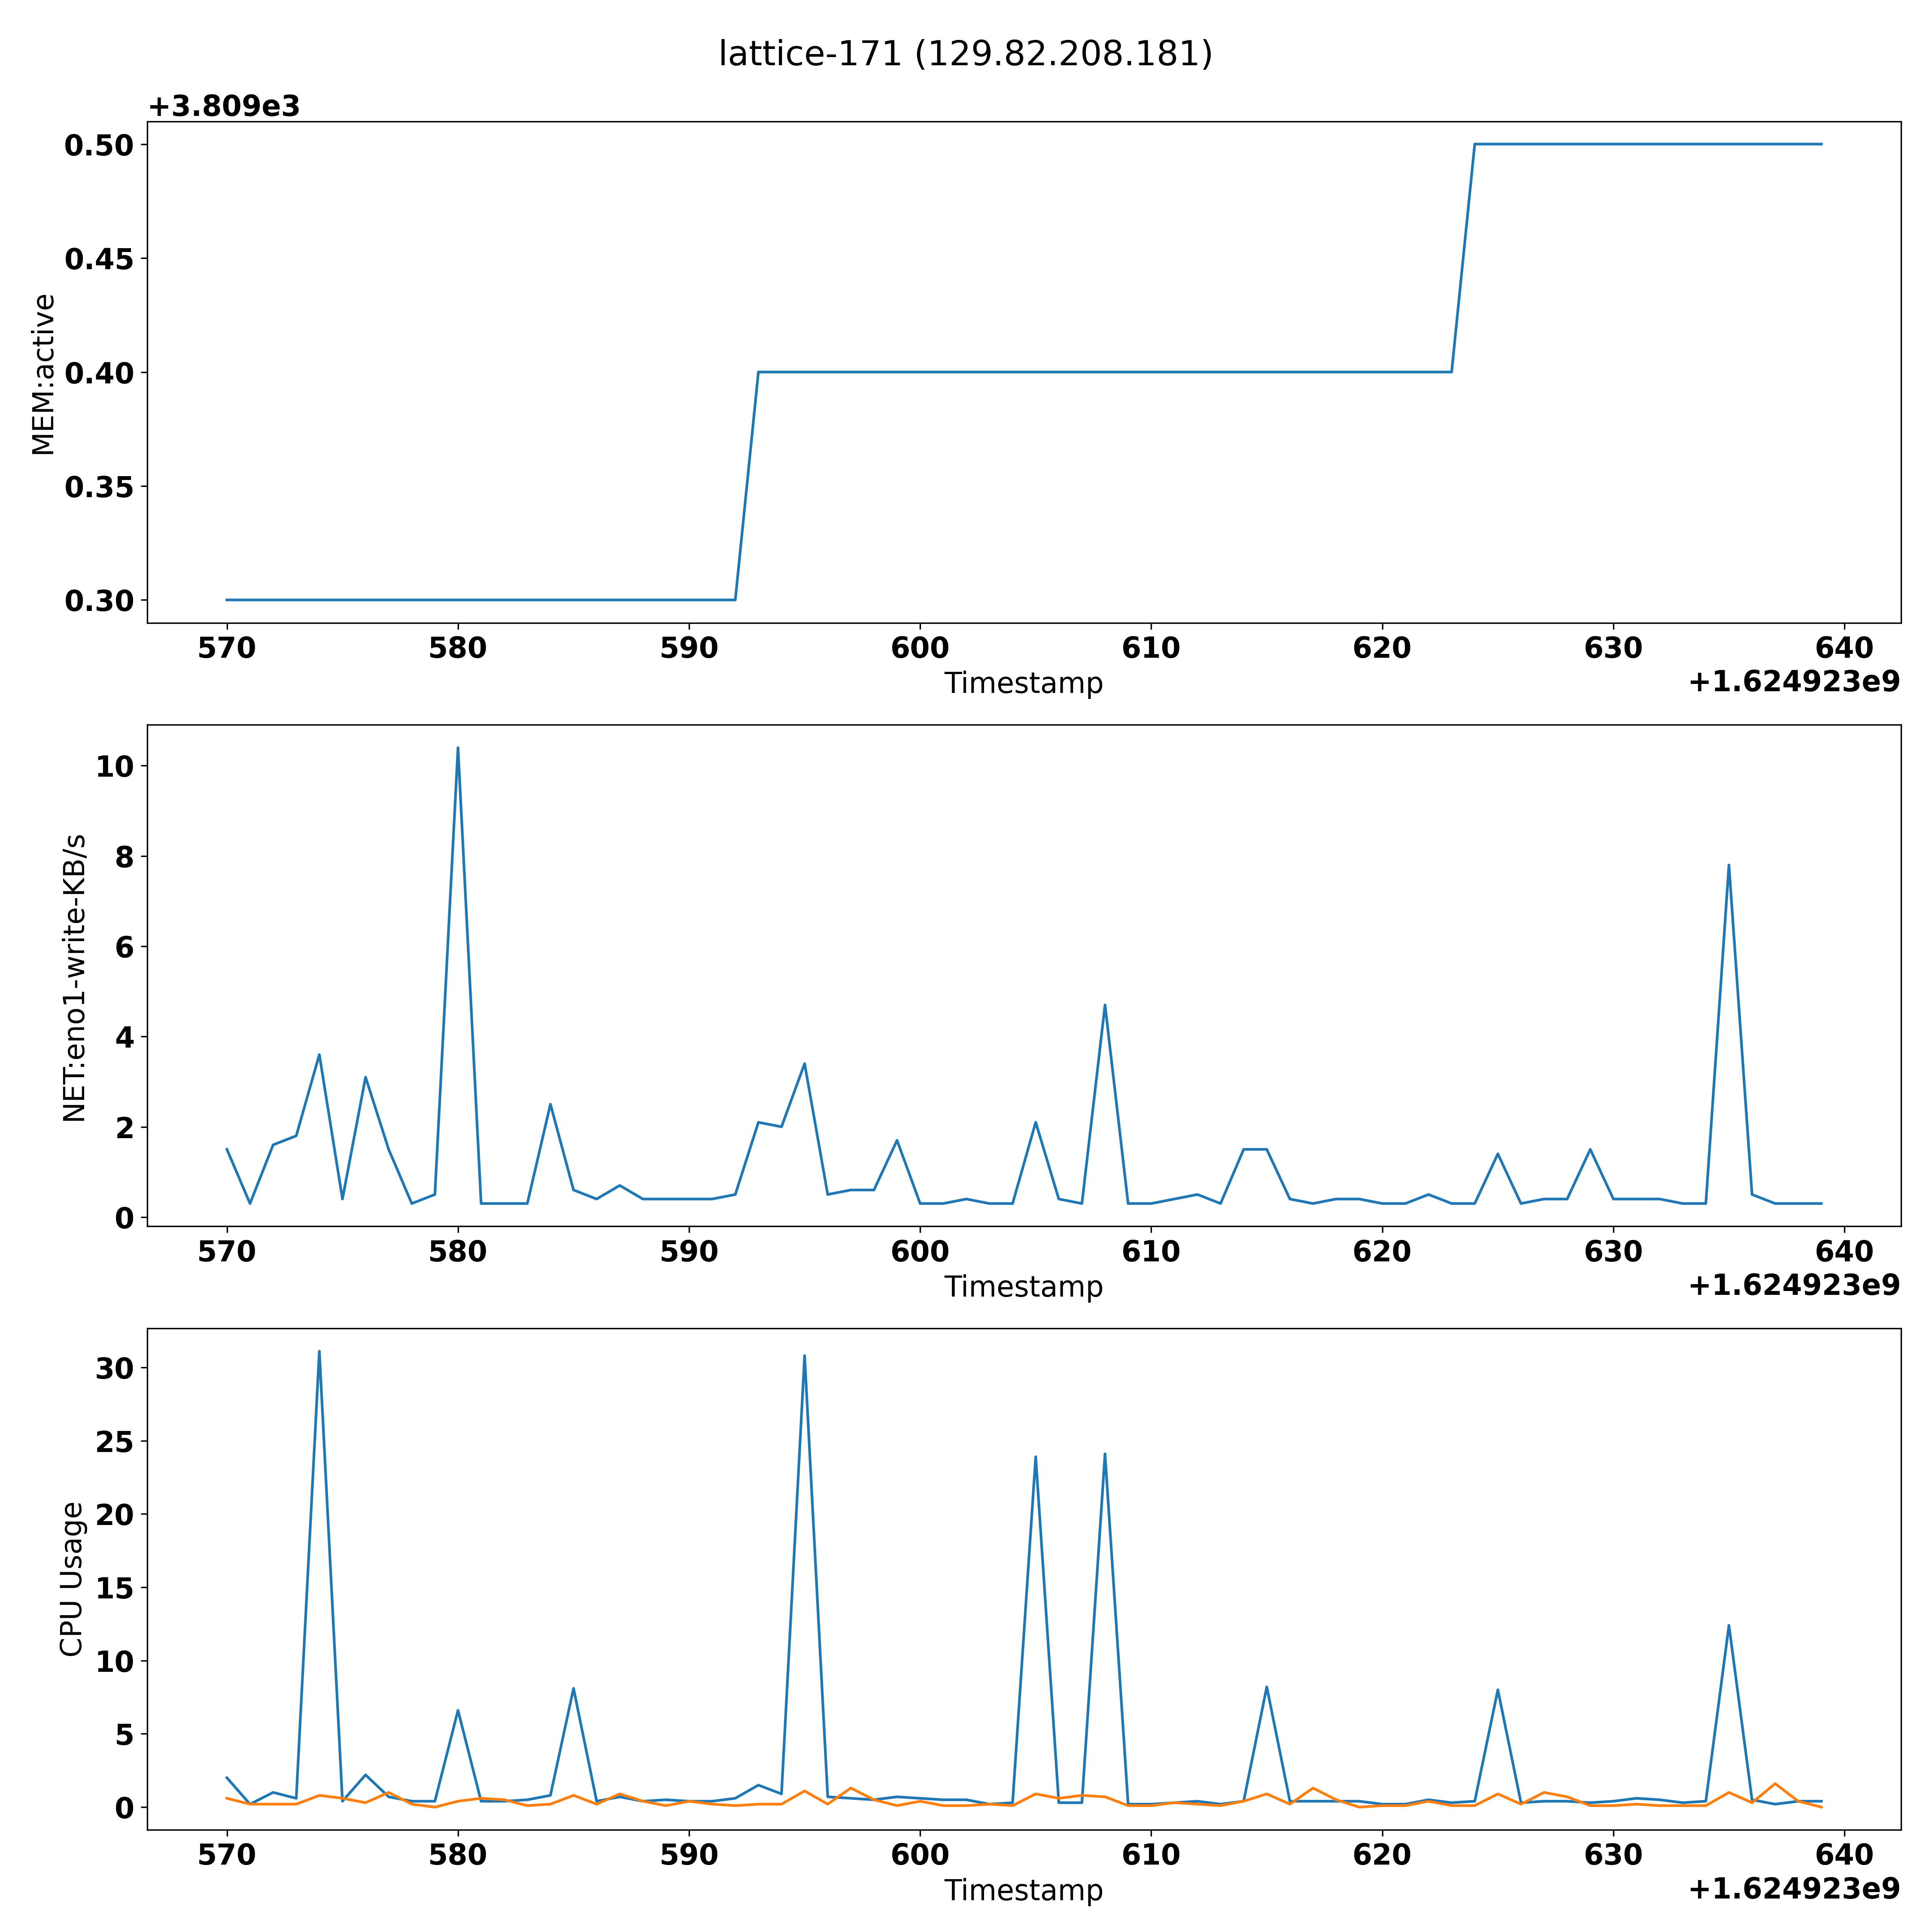 lattice-171 (129.82.208.181)
+3.809e3
0.50
0.45
0.40
0.35
0.30
MEM:active
570 580 590 600 610 620 630 640
Timestamp
+1.624923e9
10
8
6
4
2
0
NET:eno1-write-KB/s
570 580 590 600 610 620 630 640
Timestamp
+1.624923e9
30
25
20
15
10
5
0
CPU Usage
570 580 590 600 610 620 630 640
Timestamp
+1.624923e9